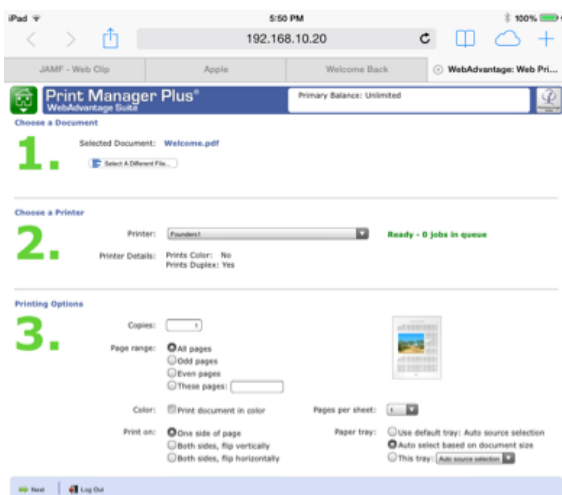 iPad 5:50 PM 100%
192.168.10.20
JAMF - Web Clip Apple Welcome Back WebAdvantage: Web Pri...
Print Manager Plus® Primary Balance: Unlimited
WebAdvantage Suite
Choose a Document
1. Selected Document: Welcome.pdf
Select A Different File...
Choose a Printer
2. Printer: Founders1 Ready - 0 jobs in queue
Printer Details: Prints Color: No
Prints Duplex: Yes
Printing Options
3. Copies: 1
Page range: All pages
Odd pages
Even pages
These pages:
Color: Print document in color Pages per sheet: 1
Print on: One side of page Paper tray: Use default tray: Auto source selection
Both sides, flip vertically Auto select based on document size
Both sides, flip horizontally This tray: Auto source selection
Next Log Out